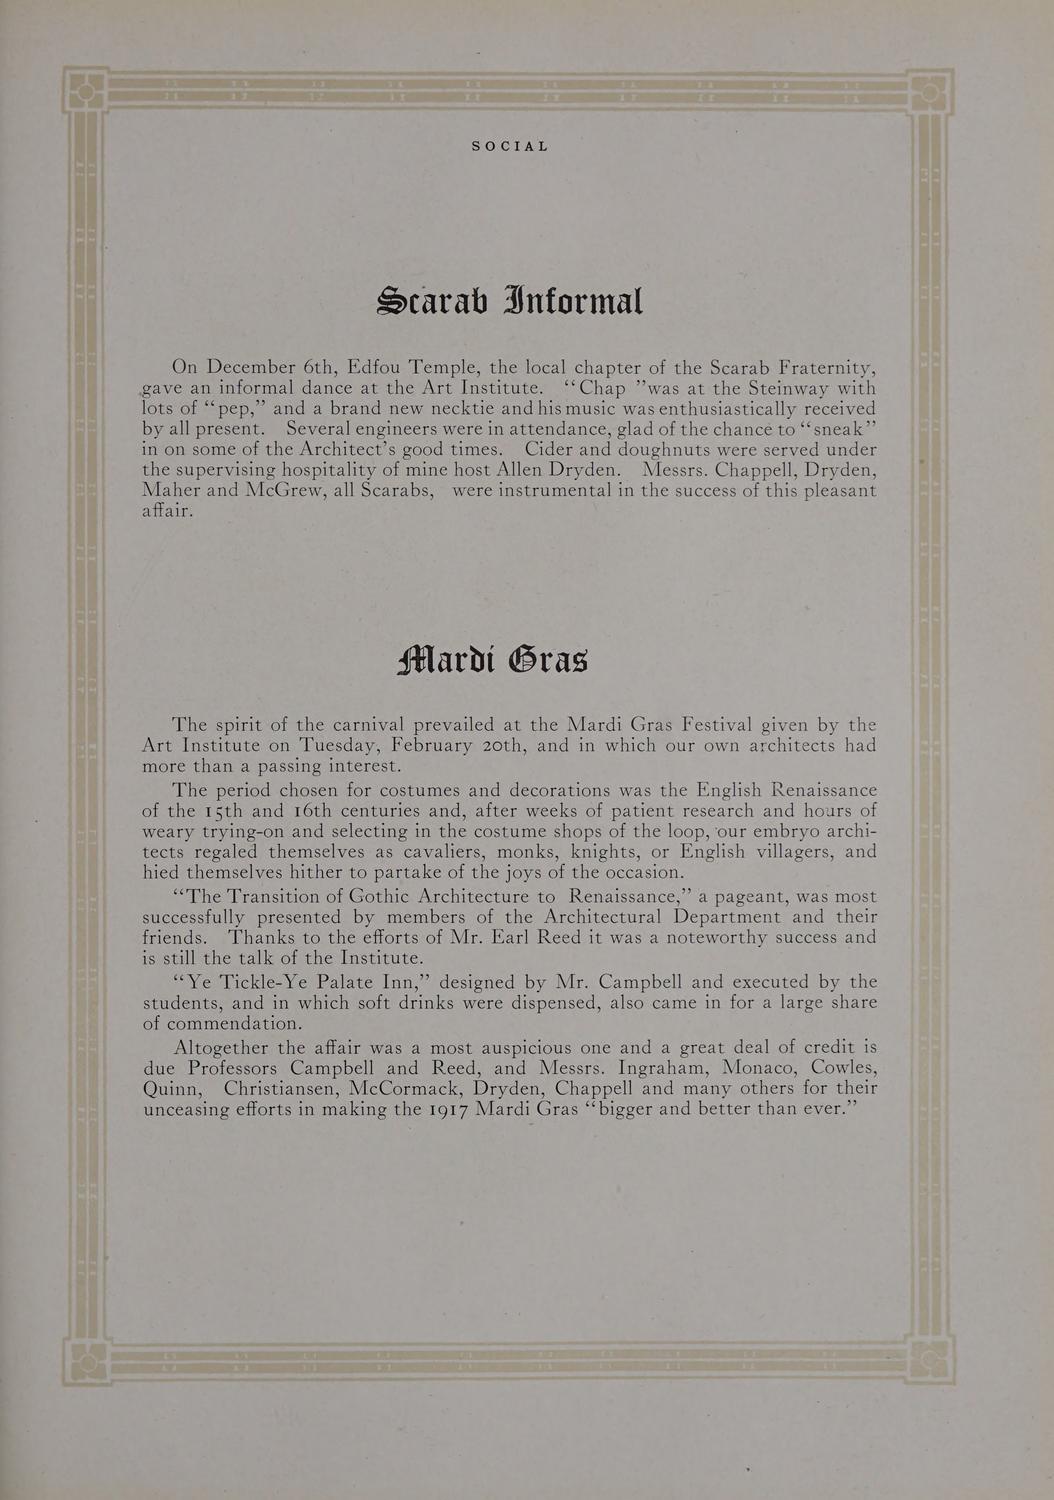 SOCIAL
Scarab Informal
On December 6th, Edfou Temple, the local chapter of the Scarab Fraternity,
gave an informal dance at the Art Institute. “Chap ”was at the Steinway with
lots of “pep,” and a brand new necktie and his music was enthusiastically received
by all present. Several engineers were in attendance, glad of the chance to “sneak”
in on some of the Architect’s good times. Cider and doughnuts were served under
the supervising hospitality of mine host Allen Dryden. Messrs. Chappell, Dryden,
Maher and McGrew, all Scarabs, were instrumental in the success of this pleasant
affair.
Mardi Gras
The spirit of the carnival prevailed at the Mardi Gras Festival given by the
Art Institute on Tuesday, February 20th, and in which our own architects had
more than a passing interest.
The period chosen for costumes and decorations was the English Renaissance
of the 15th and 16th centuries and, after weeks of patient research and hours of
weary trying-on and selecting in the costume shops of the loop, our embryo archi-
tects regaled themselves as cavaliers, monks, knights, or English villagers, and
hied themselves hither to partake of the joys of the occasion.
“The Transition of Gothic Architecture to Renaissance,” a pageant, was most
successfully presented by members of the Architectural Department and their
friends. Thanks to the efforts of Mr. Earl Reed it was a noteworthy success and
is still the talk of the Institute.
“Ye Tickle-Ye Palate Inn,” designed by Mr. Campbell and executed by the
students, and in which soft drinks were dispensed, also came in for a large share
of commendation.
Altogether the affair was a most auspicious one and a great deal of credit is
due Professors Campbell and Reed, and Messrs. Ingraham, Monaco, Cowles,
Quinn, Christiansen, McCormack, Dryden, Chappell and many others for their
unceasing efforts in making the 1917 Mardi Gras “bigger and better than ever.”